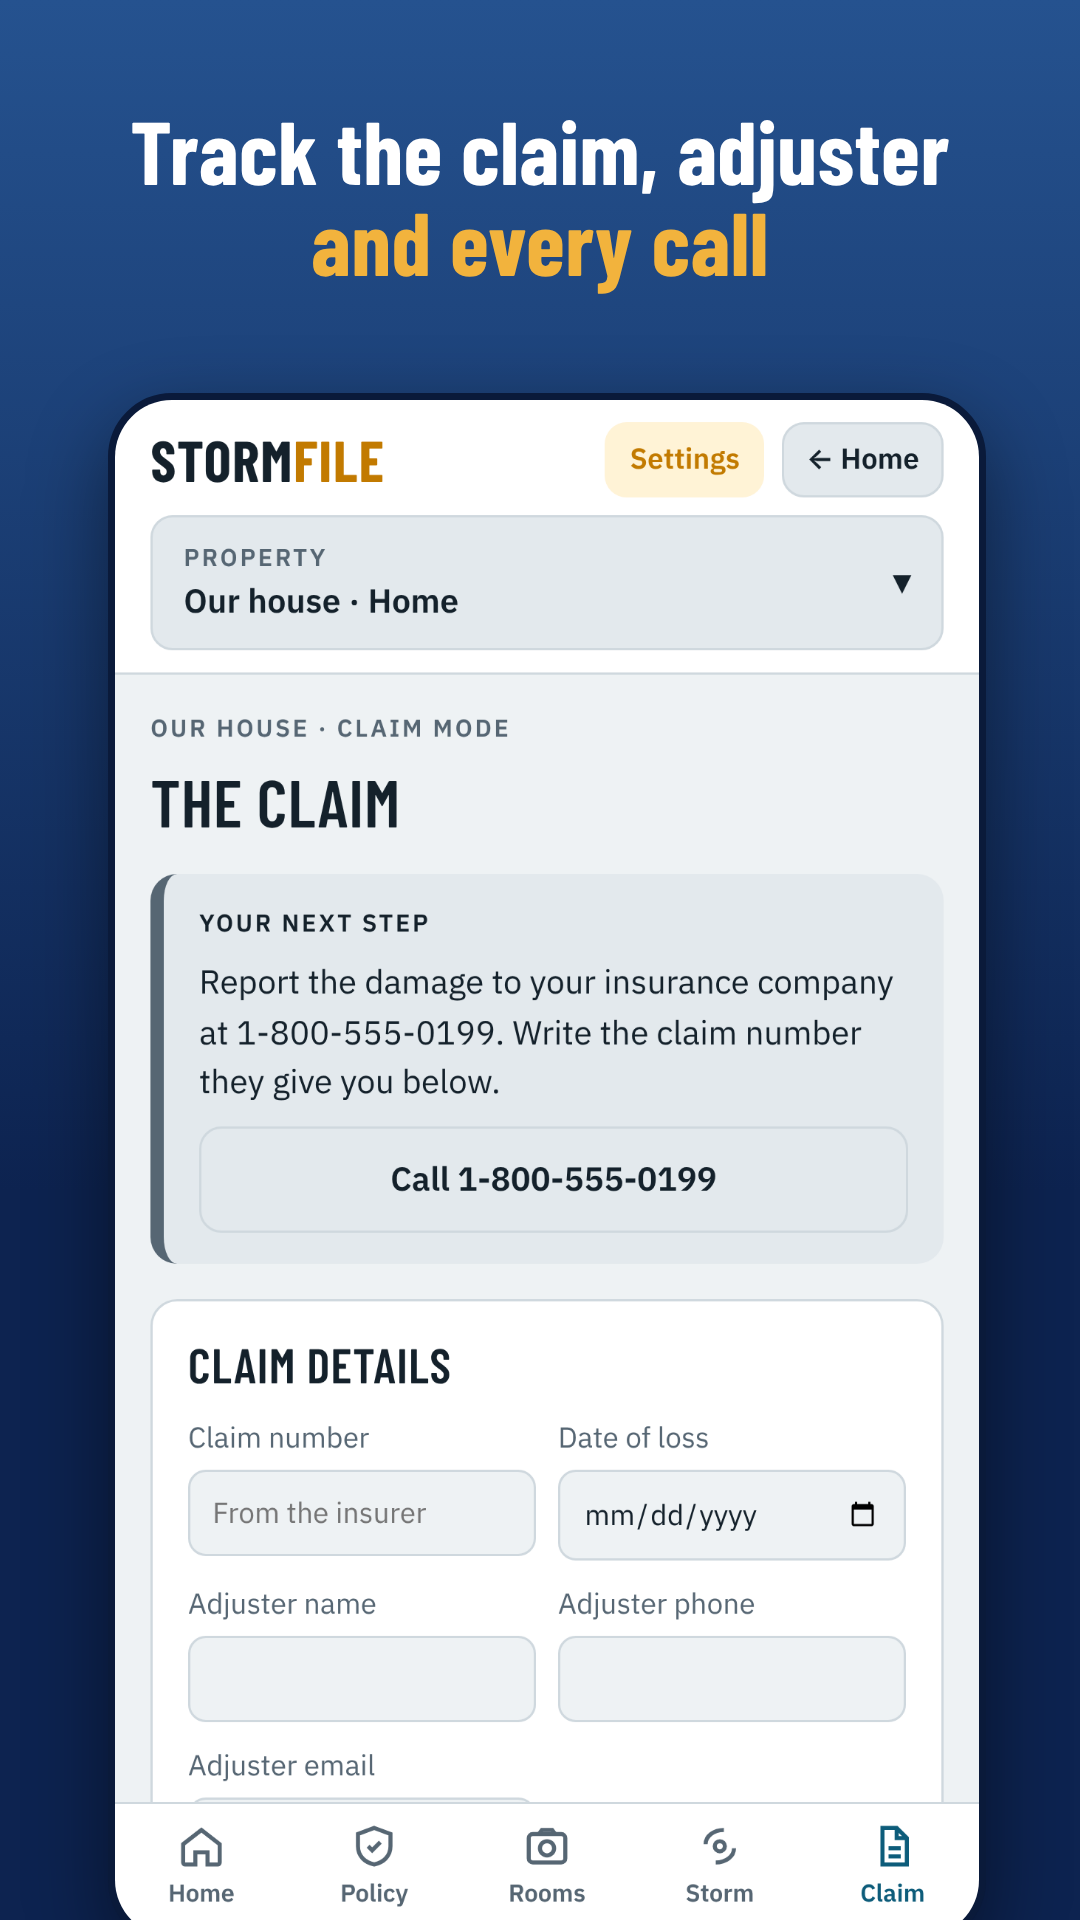 Track the claim, adjuster
and every call
STORMFILE
Settings
← Home
PROPERTY
Our house · Home
▼
OUR HOUSE · CLAIM MODE
THE CLAIM
YOUR NEXT STEP
Report the damage to your insurance company
at 1-800-555-0199. Write the claim number
they give you below.
Call 1-800-555-0199
CLAIM DETAILS
Claim number
Date of loss
From the insurer
mm/dd/yyyy
Adjuster name
Adjuster phone
Adjuster email
Home
Policy
Rooms
Storm
Claim